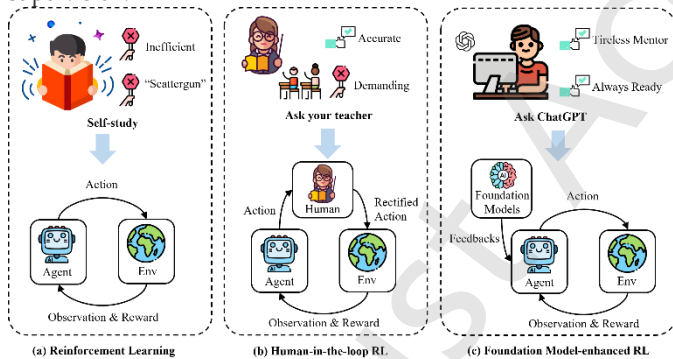 Inefficient
"Scattergun"
Self-study
Action
Agent
Env
Observation & Reward
(a) Reinforcement Learning
Accurate
Demanding
Ask your teacher
Human
Action
Rectified
Action
Agent
Env
Observation & Reward
(b) Human-in-the-loop RL
Tireless Mentor
Always Ready
Ask ChatGPT
AI
Foundation
Models
Action
Feedbacks
Agent
Env
Observation & Reward
(c) Foundation Model-enhanced RL